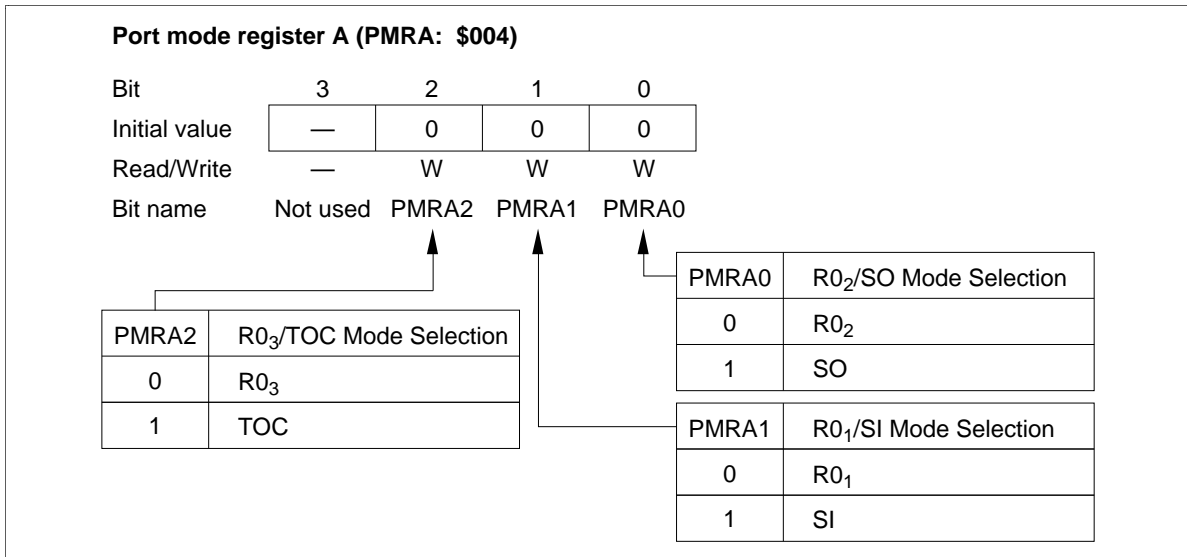 Port mode register A (PMRA: $004)
Bit 3 2 1 0
Initial value — 0 0 0
Read/Write — W W W
Bit name Not used PMRA2 PMRA1 PMRA0
PMRA0 R0₂/SO Mode Selection
0 R0₂
1 SO
PMRA2 R0₃/TOC Mode Selection
0 R0₃
1 TOC
PMRA1 R0₁/SI Mode Selection
0 R0₁
1 SI